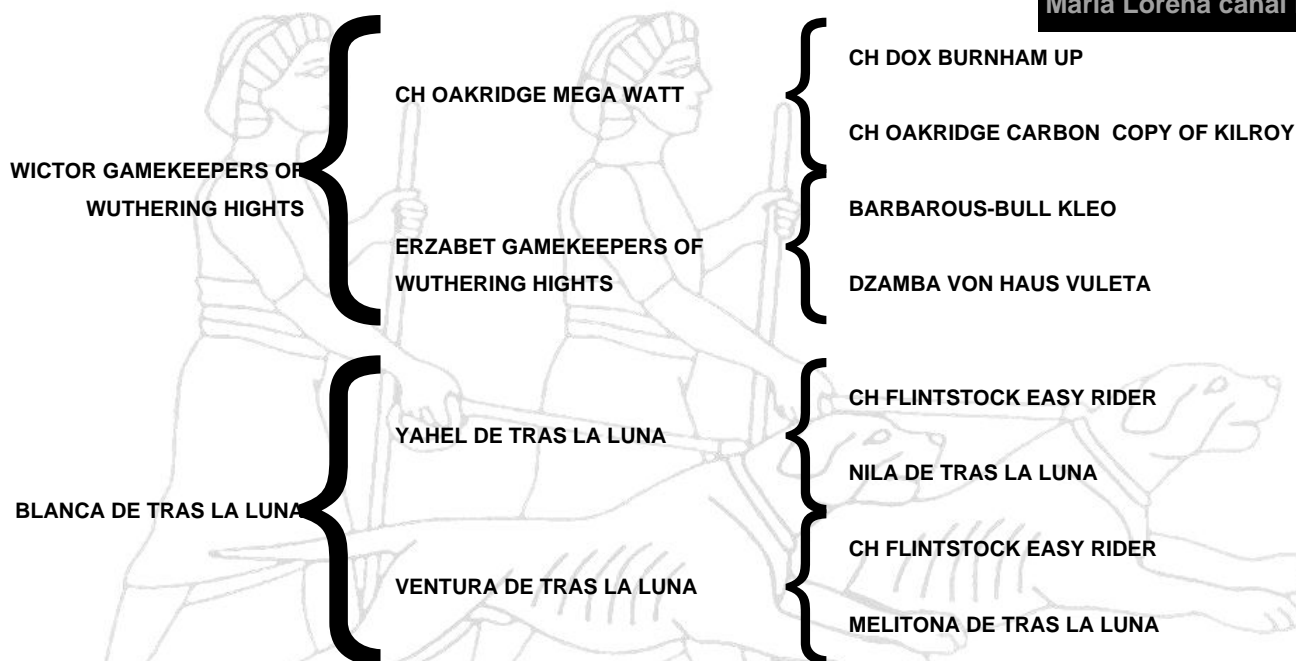 Maria Lorena canal
CH DOX BURNHAM UP
CH OAKRIDGE MEGA WATT
CH OAKRIDGE CARBON  COPY OF KILROY
WICTOR GAMEKEEPERS OF
WUTHERING HIGHTS
BARBAROUS-BULL KLEO
ERZABET GAMEKEEPERS OF
WUTHERING HIGHTS
DZAMBA VON HAUS VULETA
CH FLINTSTOCK EASY RIDER
YAHEL DE TRAS LA LUNA
NILA DE TRAS LA LUNA
BLANCA DE TRAS LA LUNA
CH FLINTSTOCK EASY RIDER
VENTURA DE TRAS LA LUNA
MELITONA DE TRAS LA LUNA